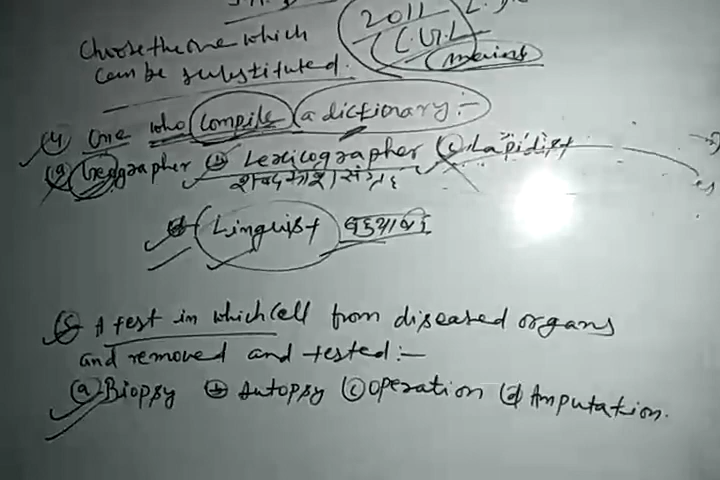 2011
Choose the one which
(C.G.L
can be substituted.
(mains)
(4) One who compile a dictionary :-
(a) Geographer (b) Lexicographer (c) Lapidist
शब्दकोश संग्रह
(d) Linguist
(5) A test in which cell from diseased organs
and removed and tested :-
(a) Biopsy (b) Autopsy (c) Operation (d) Amputation.